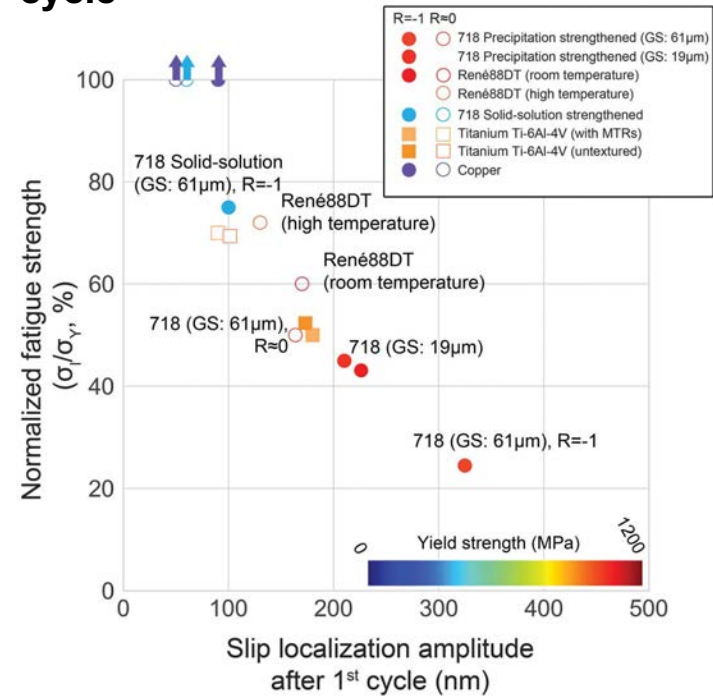 cycle
R=-1 R≈0
718 Precipitation strengthened (GS: 61µm)
718 Precipitation strengthened (GS: 19µm)
René88DT (room temperature)
René88DT (high temperature)
718 Solid-solution strengthened
Titanium Ti-6Al-4V (with MTRs)
Titanium Ti-6Al-4V (untextured)
Copper
100
80
60
40
20
0
Normalized fatigue strength
(σI/σY, %)
718 Solid-solution
(GS: 61µm), R=-1
René88DT
(high temperature)
René88DT
(room temperature)
718 (GS: 61µm),
R≈0
718 (GS: 19µm)
718 (GS: 61µm), R=-1
0 Yield strength (MPa) 1200
0 100 200 300 400 500
Slip localization amplitude
after 1st cycle (nm)